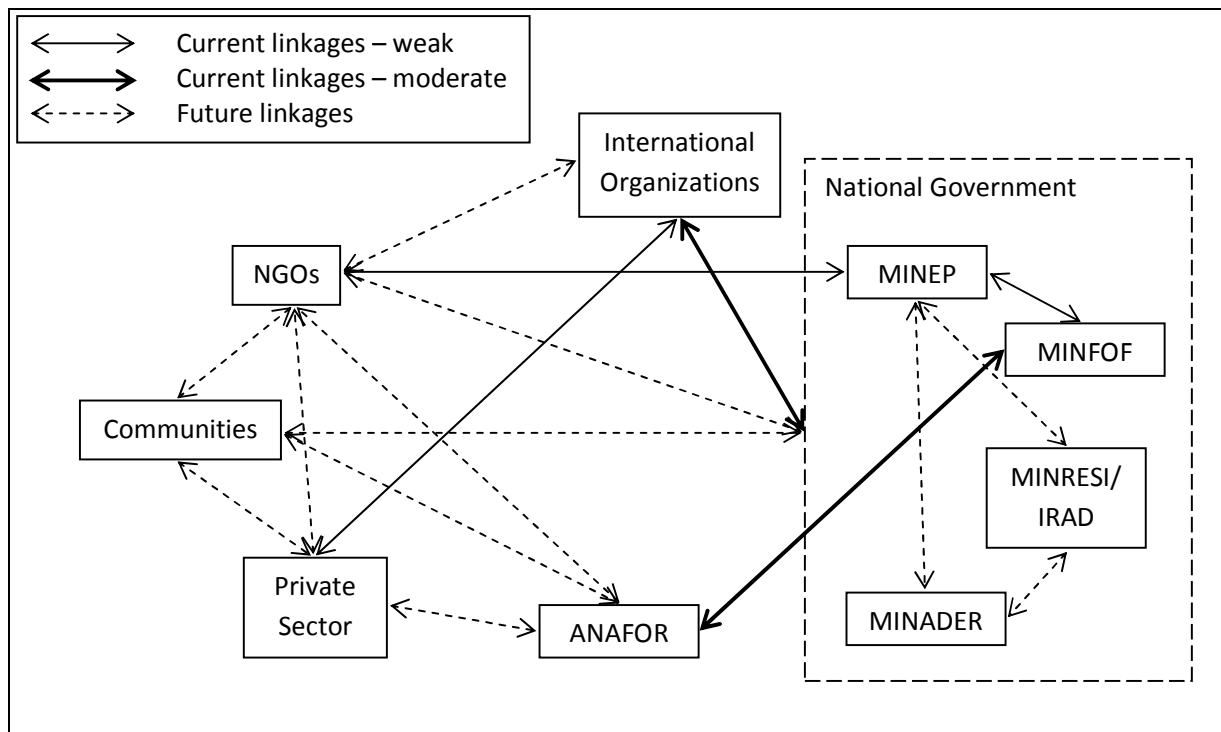 Current linkages – weak
Current linkages – moderate
Future linkages
International
Organizations
National Government
NGOs
MINEP
MINFOF
Communities
MINRESI/
IRAD
Private
Sector
ANAFOR
MINADER